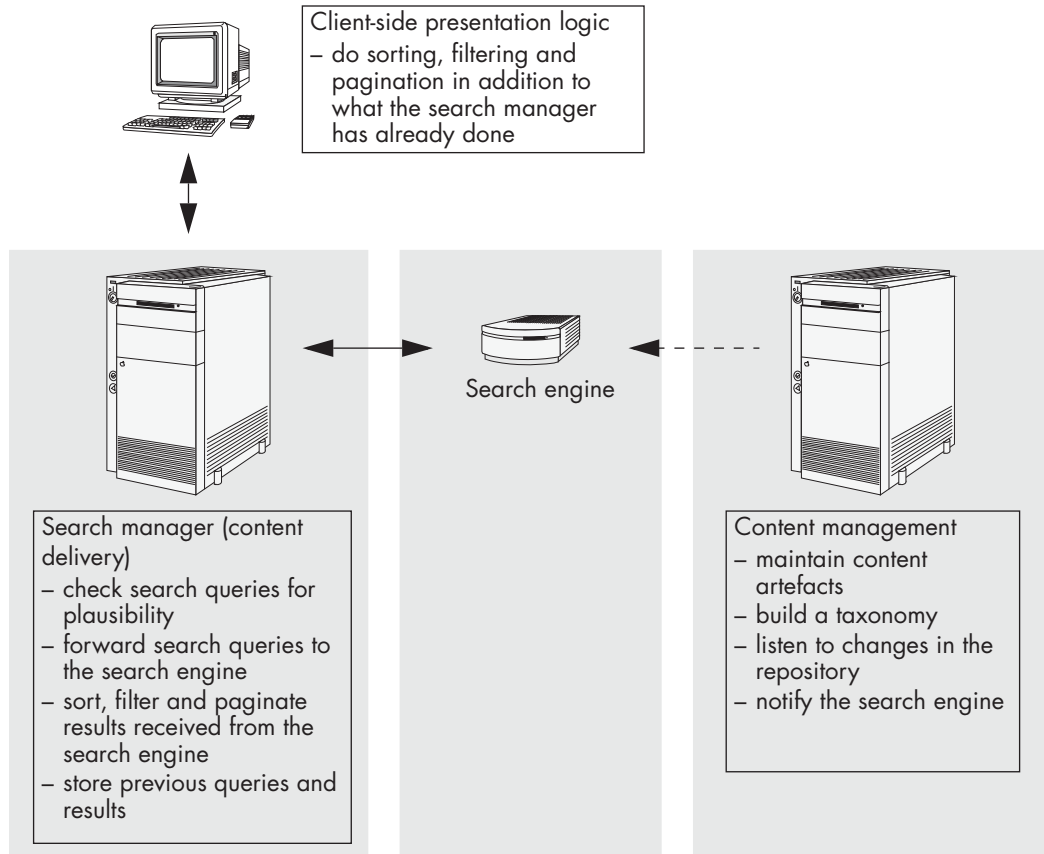 Client-side presentation logic
– do sorting, filtering and
pagination in addition to
what the search manager
has already done
Search engine
Search manager (content
delivery)
– check search queries for
plausibility
– forward search queries to
the search engine
– sort, filter and paginate
results received from the
search engine
– store previous queries and
results
Content management
– maintain content
artefacts
– build a taxonomy
– listen to changes in the
repository
– notify the search engine